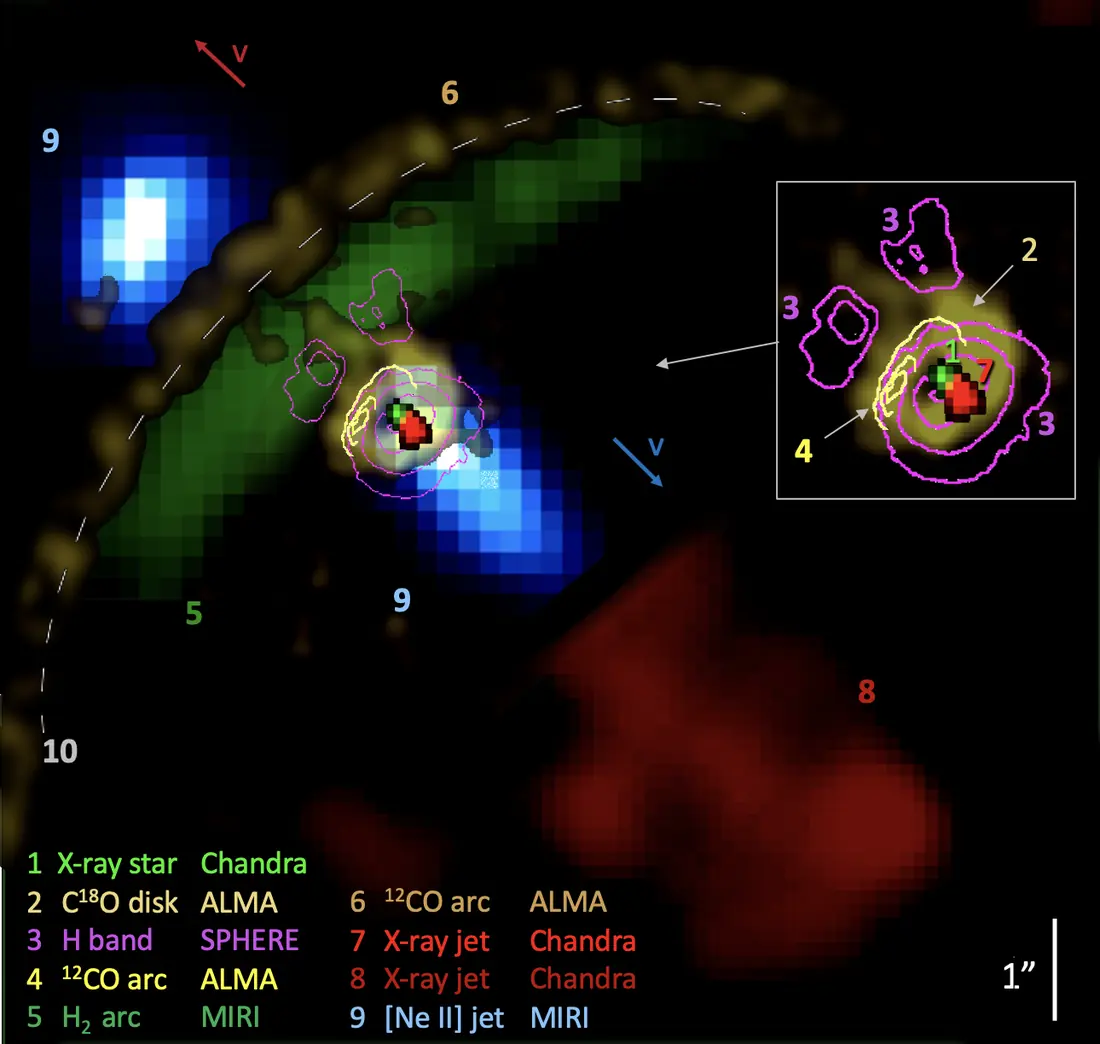 v
6
9
3
2
3
1
7
3
4
v
5
9
8
10
1 X-ray star Chandra
2 C¹⁸O disk ALMA
3 H band SPHERE
4 ¹²CO arc ALMA
5 H₂ arc MIRI
6 ¹²CO arc ALMA
7 X-ray jet Chandra
8 X-ray jet Chandra
9 [Ne II] jet MIRI
1”